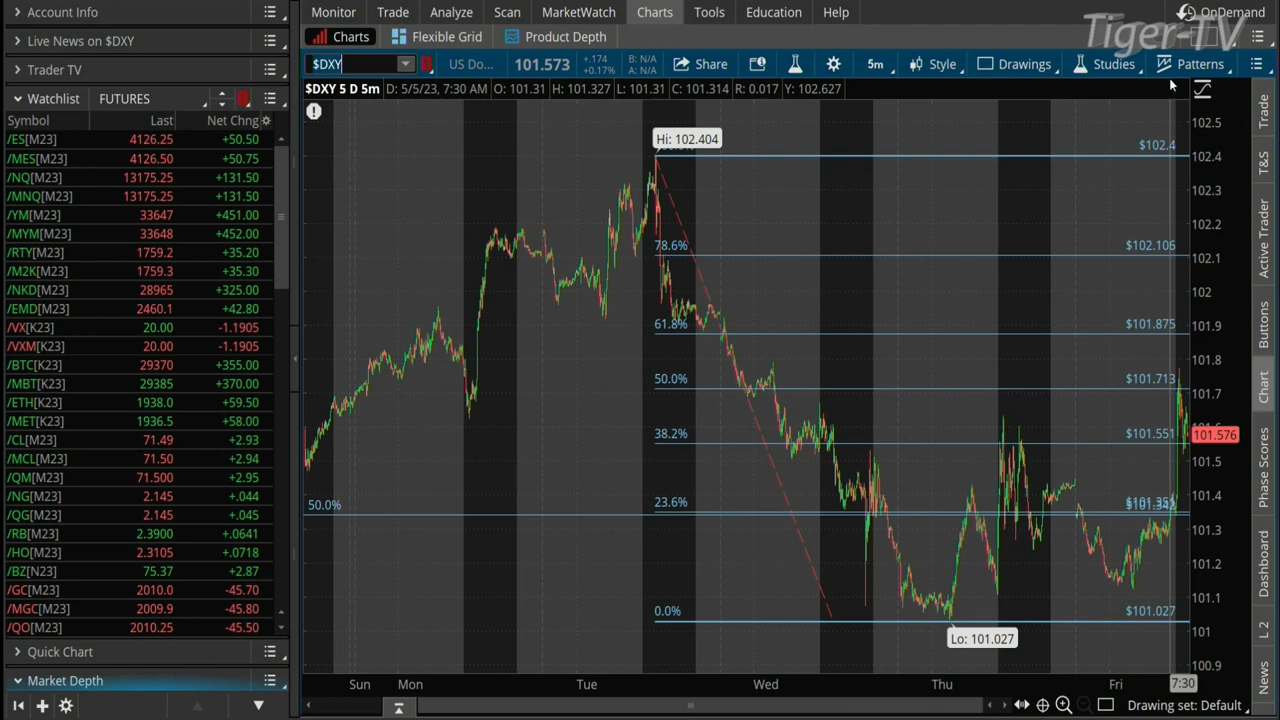 Account Info
Monitor Trade Analyze Scan MarketWatch Charts Tools Education Help
OnDemand
Tiger-TV
Live News on $DXY
Charts Flexible Grid Product Depth
Trader TV
$DXY US Do... 101.573 +.174 +0.17% B: N/A A: N/A Share 5m Style Drawings Studies Patterns
Watchlist FUTURES
$DXY 5 D 5m D: 5/5/23, 7:30 AM O: 101.31 H: 101.327 L: 101.31 C: 101.314 R: 0.017 Y: 102.627
Symbol Last Net Chng
/ES[M23] 4126.25 +50.50
/MES[M23] 4126.50 +50.75
/NQ[M23] 13175.25 +131.50
/MNQ[M23] 13175.25 +131.50
/YM[M23] 33647 +451.00
/MYM[M23] 33648 +452.00
/RTY[M23] 1759.2 +35.20
/M2K[M23] 1759.3 +35.30
/NKD[M23] 28965 +325.00
/EMD[M23] 2460.1 +42.80
/VX[K23] 20.00 -1.1905
/VXM[K23] 20.00 -1.1905
/BTC[K23] 29370 +355.00
/MBT[K23] 29385 +370.00
/ETH[K23] 1938.0 +59.50
/MET[K23] 1936.5 +58.00
/CL[M23] 71.49 +2.93
/MCL[M23] 71.50 +2.94
/QM[M23] 71.500 +2.95
/NG[M23] 2.145 +.044
/QG[M23] 2.145 +.045
/RB[M23] 2.3900 +.0641
/HO[M23] 2.3105 +.0718
/BZ[N23] 75.37 +2.87
/GC[M23] 2010.0 -45.70
/MGC[M23] 2009.9 -45.80
/QO[M23] 2010.25 -45.50
Quick Chart
Market Depth
Hi: 102.404
$102.4
78.6% $102.106
61.8% $101.875
50.0% $101.713
38.2% $101.551
23.6%
50.0% $101.342
0.0% $101.027
Lo: 101.027
102.5
102.4
102.3
102.2
102.1
102
101.9
101.8
101.7
101.576
101.5
101.4
101.3
101.2
101.1
101
100.9
Sun Mon Tue Wed Thu Fri 7:30
Drawing set: Default
Trade
T&S
Active Trader
Buttons
Chart
Phase Scores
Dashboard
L 2
News